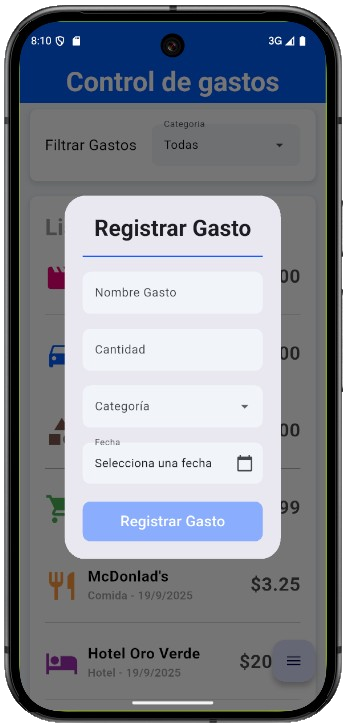 8:10 3G
Control de gastos
Categoría
Filtrar Gastos Todas
Li
Registrar Gasto
00
Nombre Gasto
00
Cantidad
Categoría
00
Fecha
Selecciona una fecha
99
Registrar Gasto
McDonlad's
$3.25
Comida - 19/9/2025
Hotel Oro Verde
$20
Hotel - 19/9/2025